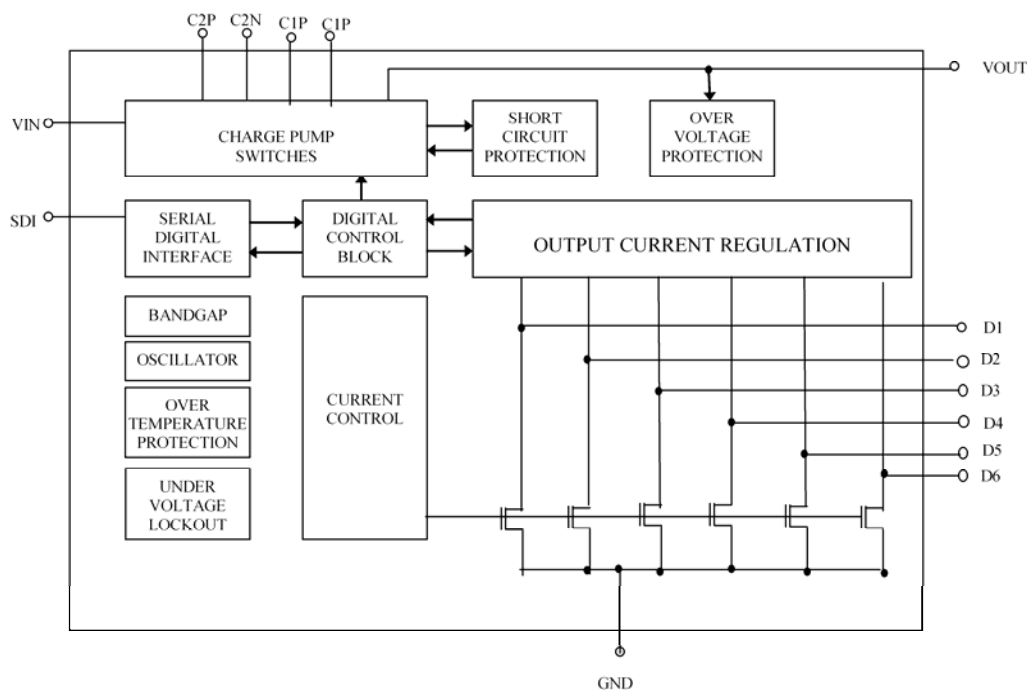 C2P C2N C1P C1P
VOUT
VIN
CHARGE PUMP
SWITCHES
SHORT
CIRCUIT
PROTECTION
OVER
VOLTAGE
PROTECTION
SDI
SERIAL
DIGITAL
INTERFACE
DIGITAL
CONTROL
BLOCK
OUTPUT CURRENT REGULATION
BANDGAP
OSCILLATOR
OVER
TEMPERATURE
PROTECTION
UNDER
VOLTAGE
LOCKOUT
CURRENT
CONTROL
D1
D2
D3
D4
D5
D6
GND